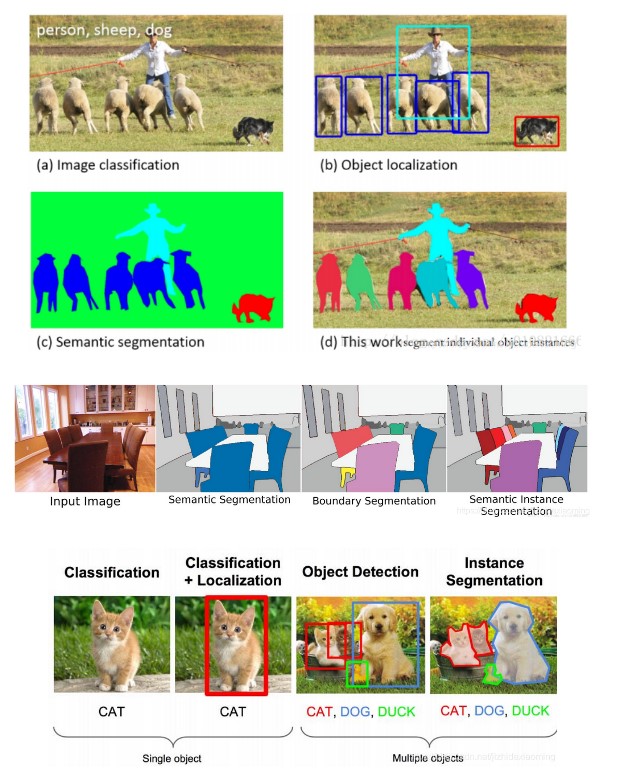 person, sheep, dog
(a) Image classification
(b) Object localization
(c) Semantic segmentation
(d) This work segment individual object instances
Input Image
Semantic Segmentation
Boundary Segmentation
Semantic Instance
Segmentation
Classification
Classification
+ Localization
Object Detection
Instance
Segmentation
CAT
CAT
CAT, DOG, DUCK
CAT, DOG, DUCK
Single object
Multiple objects